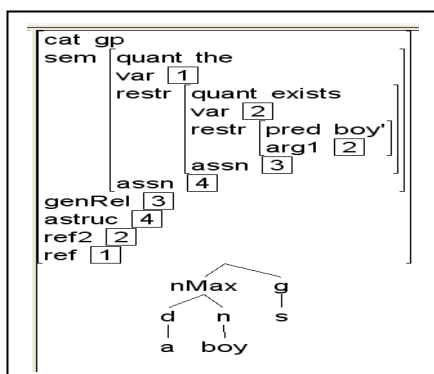 cat gp
sem quant the
var 1
restr quant exists
var 2
restr pred boy'
arg1 2
assn 3
assn 4
genRel 3
astruc 4
ref2 2
ref 1
nMax g
d n s
a boy